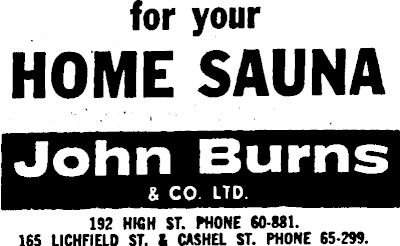 for your
HOME SAUNA
John Burns
& CO. LTD.
192 HIGH ST. PHONE 60-881.
165 LICHFIELD ST. & CASHEL ST. PHONE 65-299.